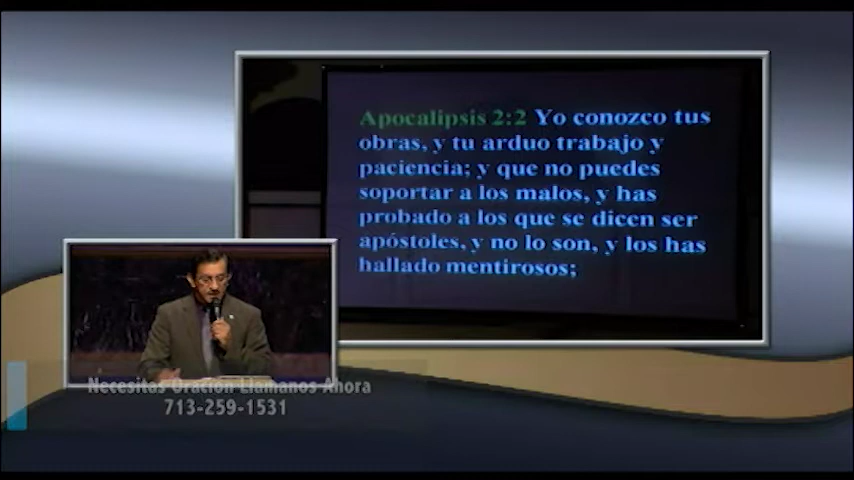 Apocalipsis 2:2 Yo conozco tus
obras, y tu arduo trabajo y
paciencia; y que no puedes
soportar a los malos, y has
probado a los que se dicen ser
apóstoles, y no lo son, y los has
hallado mentirosos;
Necesitas Oración Llamanos Ahora
713-259-1531